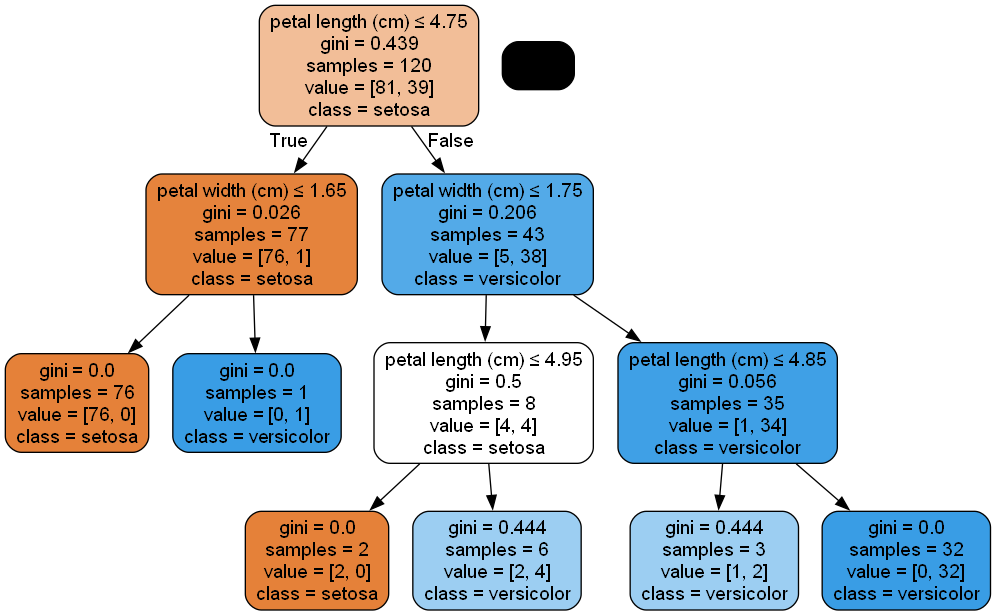 petal length (cm) ≤ 4.75
gini = 0.439
samples = 120
value = [81, 39]
class = setosa
True
False
petal width (cm) ≤ 1.65
gini = 0.026
samples = 77
value = [76, 1]
class = setosa
petal width (cm) ≤ 1.75
gini = 0.206
samples = 43
value = [5, 38]
class = versicolor
gini = 0.0
samples = 76
value = [76, 0]
class = setosa
gini = 0.0
samples = 1
value = [0, 1]
class = versicolor
petal length (cm) ≤ 4.95
gini = 0.5
samples = 8
value = [4, 4]
class = setosa
petal length (cm) ≤ 4.85
gini = 0.056
samples = 35
value = [1, 34]
class = versicolor
gini = 0.0
samples = 2
value = [2, 0]
class = setosa
gini = 0.444
samples = 6
value = [2, 4]
class = versicolor
gini = 0.444
samples = 3
value = [1, 2]
class = versicolor
gini = 0.0
samples = 32
value = [0, 32]
class = versicolor